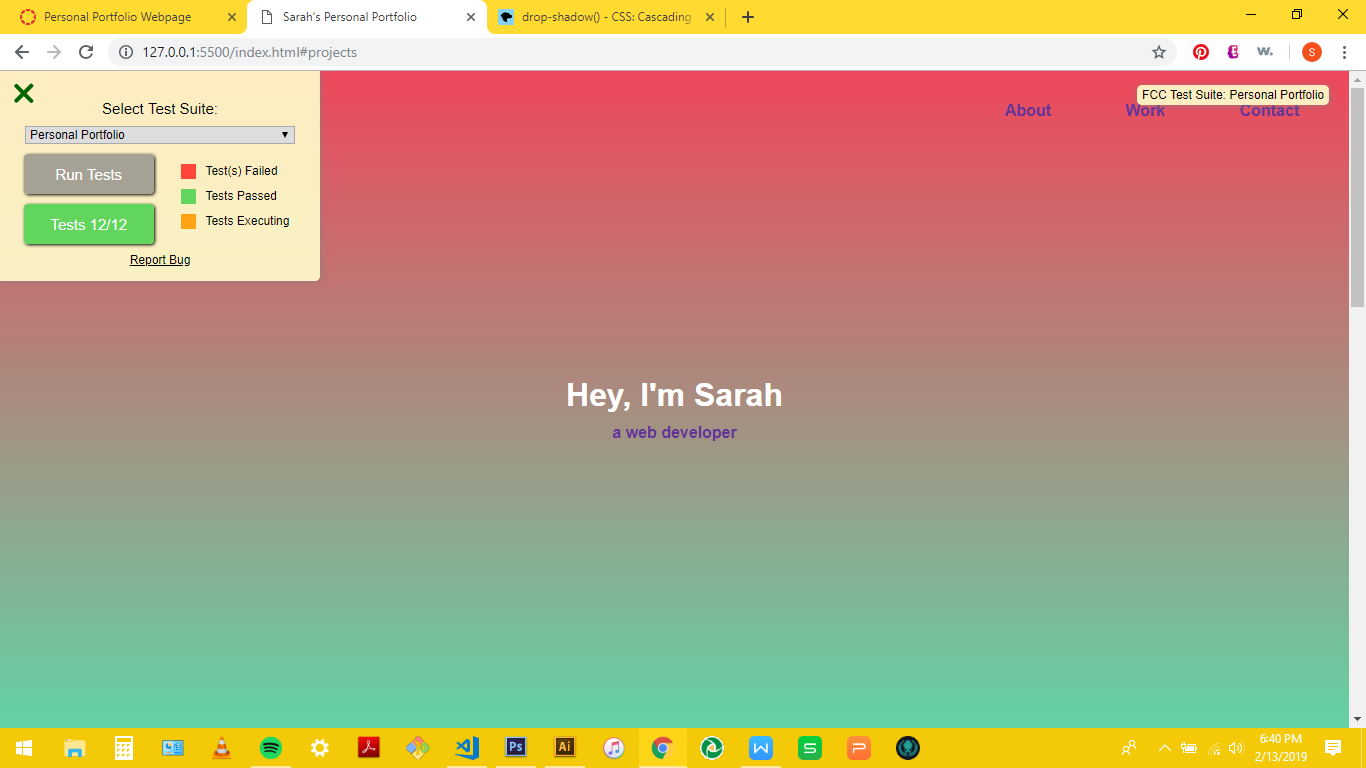 Personal Portfolio Webpage
Sarah's Personal Portfolio
drop-shadow() - CSS: Cascading
127.0.0.1:5500/index.html#projects
w.
S
Select Test Suite:
Personal Portfolio
Run Tests
Tests 12/12
Test(s) Failed
Tests Passed
Tests Executing
Report Bug
FCC Test Suite: Personal Portfolio
About
Work
Contact
Hey, I'm Sarah
a web developer
Ps
Ai
W
S
P
6:40 PM
2/13/2019